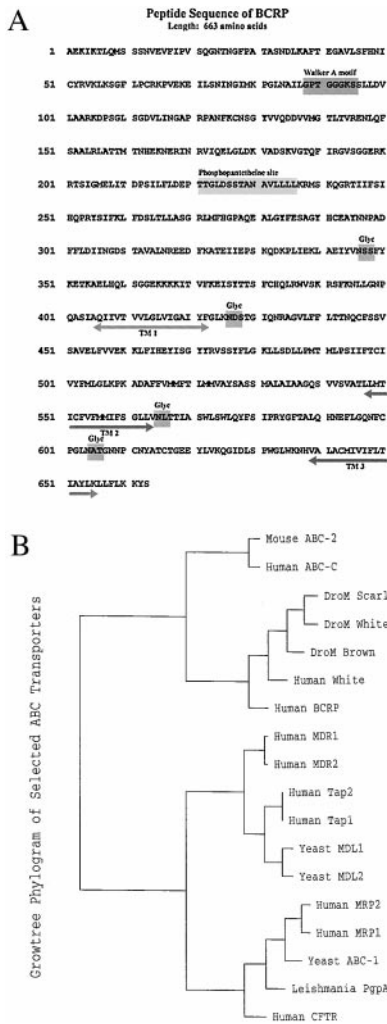 A
Peptide Sequence of BCRP
Length: 663 amino acids
1 AEKIKTLQMS SSNVEVFIPV SQGNTNGFPA TASNDLKAFT EGAVLSFHNI
Walker A motif
51 CYRVKLKSGF LPCRKPVEKE ILSNINGIMK PGLNAILGPT GGGKSSLLDV
101 LAARKDPSGL SGDVLINGAP RPANFKCNSG YVVQDDVVMG TLTVRENLQF
151 SAALRLATTM TNHEKNERIN RVIQELGLDK VADSKVGTQF IRGVSGGERK
Phosphopantetheine site
201 RTSIGMELIT DPSILFLDEP TTGLDSSTAN AVLLLLKRMS KQGRTIIFSI
251 HQPRYSIFKL FDSLTLLASG RLMFHGPAQE ALGYFESAGY HCEAYNNPAD
Glyc
301 FFLDIINGDS TAVALNREED FKATEIIEPS KQDKPLIEKL AEIYVNSSFY
351 KETKAELHQL SGGEKKKKIT VFKEISYTTS FCHQLRWVSK RSFKNLLGNP
Glyc
401 QASIAQIIVT VVLGLVIGAI YFGLKNDSTG IQNRAGVLFF LTTNQCFSSV
TM 1
451 SAVELFVVEK KLFIHEYISG YYRVSSYFLG KLLSDLLPMT MLPSIIFTCI
501 VYFMLGLKPK ADAFFVMMFT LMMVAYSASS MALAIAAGQS VVSVATLLMT
Glyc
551 ICFVFMMIFS GLLVNLTTIA SWLSWLQYFS IPRYGFTALQ HNEFLGQNFC
TM 2
Glyc
601 PGLNATGNNP CNYATCTGEE YLVKQGIDLS PWGLWKNHVA LACMIVIFLT
TM 3
651 IAYLKLLFLK KYS
B
Growtree Phylogram of Selected ABC Transporters
Mouse ABC-2
Human ABC-C
DroM Scarl
DroM White
DroM Brown
Human White
Human BCRP
Human MDR1
Human MDR2
Human Tap2
Human Tap1
Yeast MDL1
Yeast MDL2
Human MRP2
Human MRP1
Yeast ABC-1
Leishmania PgpA
Human CFTR